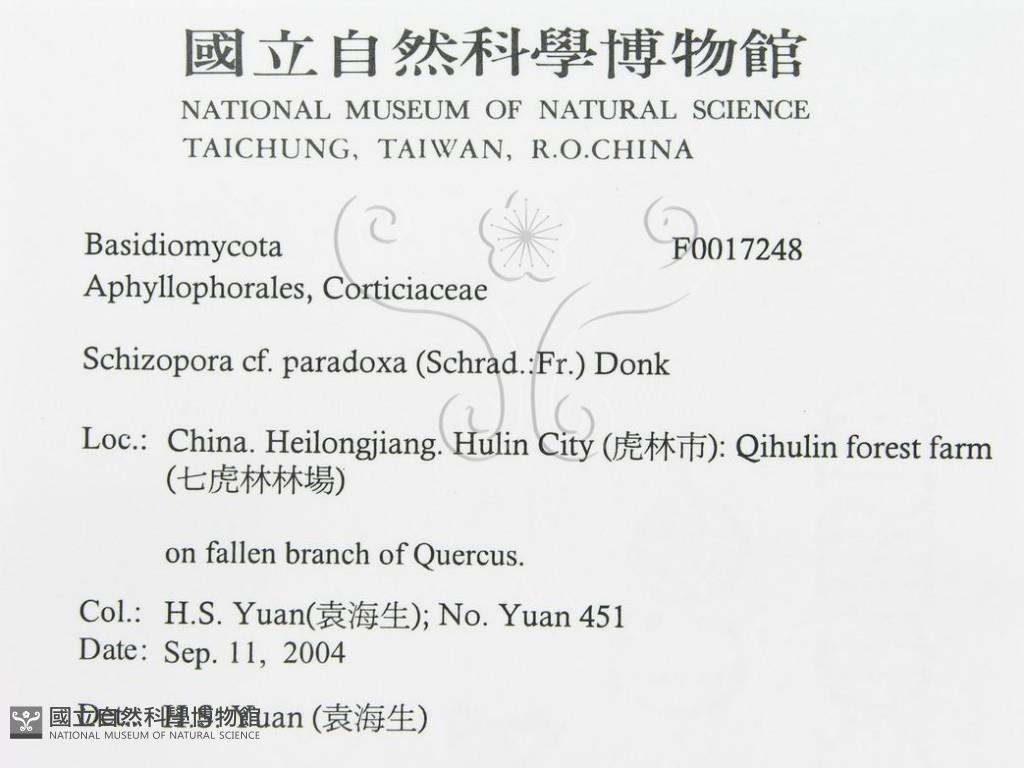 國立自然科學博物館
NATIONAL MUSEUM OF NATURAL SCIENCE
TAICHUNG, TAIWAN, R.O.CHINA
Basidiomycota F0017248
Aphyllophorales, Corticiaceae
Schizopora cf. paradoxa (Schrad.:Fr.) Donk
Loc.: China. Heilongjiang. Hulin City (虎林市): Qihulin forest farm
(七虎林林場)
on fallen branch of Quercus.
Col.: H.S. Yuan(袁海生); No. Yuan 451
Date: Sep. 11, 2004
Det.: H.S. Yuan (袁海生)
國立自然科學博物館
NATIONAL MUSEUM OF NATURAL SCIENCE